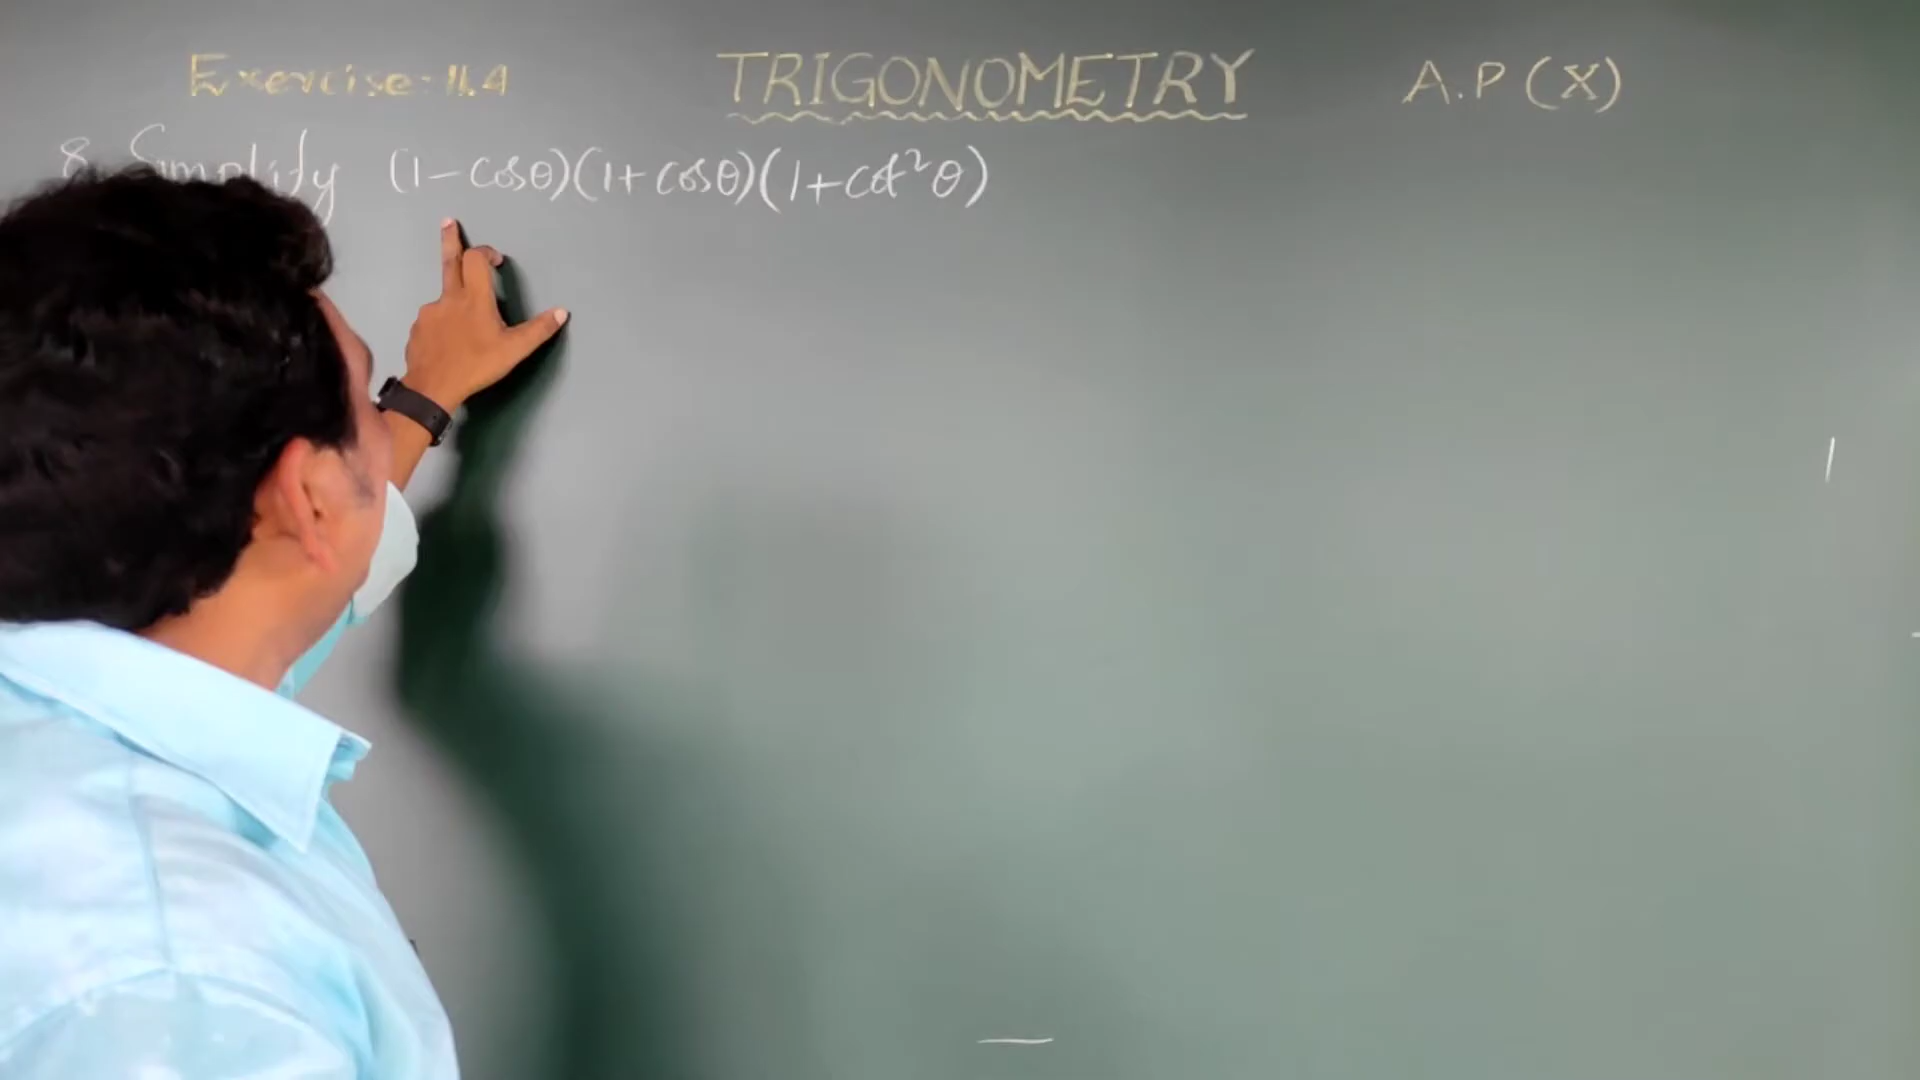 Exercise: 11.4
TRIGONOMETRY
A.P (X)
8. Simplify (1-cosθ)(1+cosθ)(1+cot²θ)